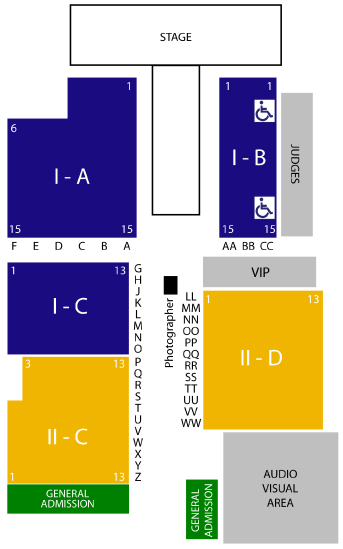 STAGE
1
1
1
6
I - A
I - B
JUDGES
15
15
15
15
F E D C B A
AA BB CC
1
13
G
H
J
K
L
M
N
O
P
Q
R
S
T
U
V
W
X
Y
Z
I - C
3
13
II - C
1
13
GENERAL
ADMISSION
VIP
Photographer
LL
MM
NN
OO
PP
QQ
RR
SS
TT
UU
VV
WW
1
13
II - D
GENERAL
ADMISSION
AUDIO
VISUAL
AREA